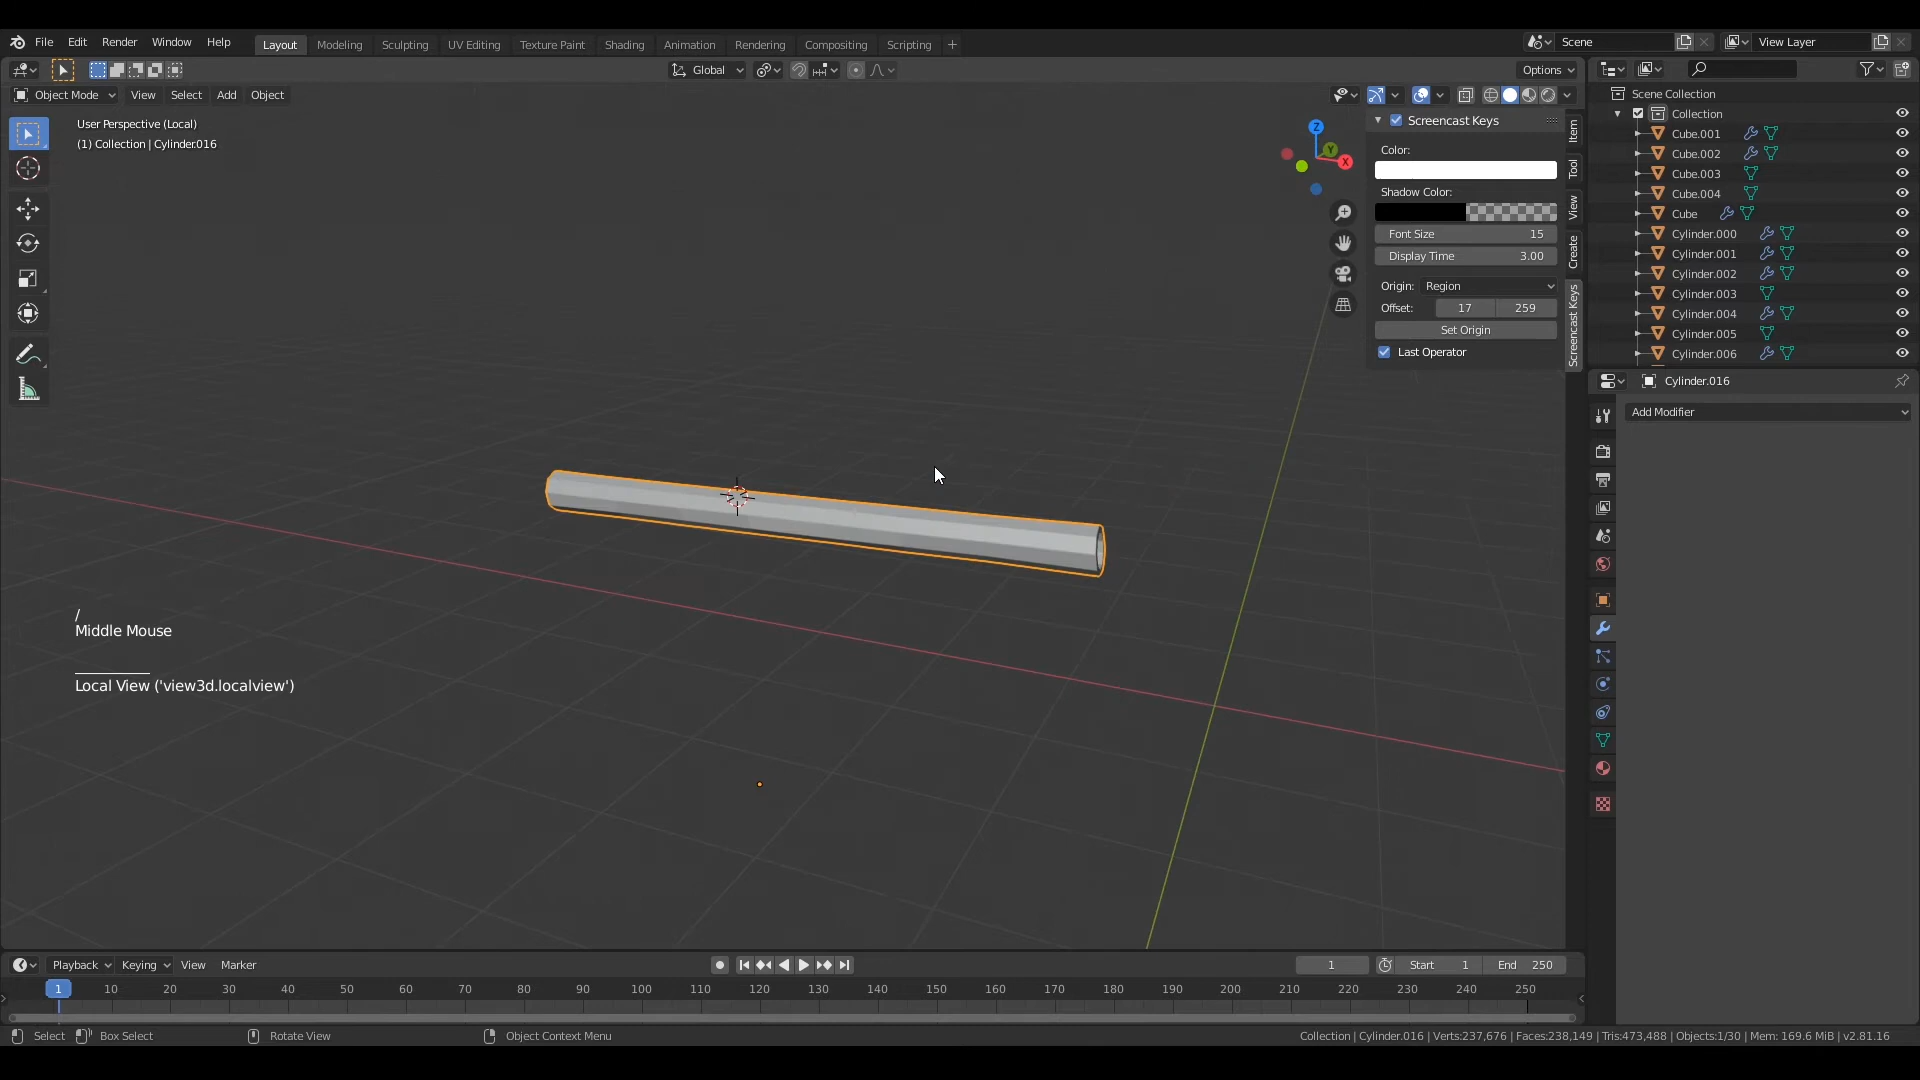 File Edit Render Window Help Layout Modeling Sculpting UV Editing Texture Paint Shading Animation Rendering Compositing Scripting + Scene View Layer
Global Options
Object Mode View Select Add Object
User Perspective (Local)
(1) Collection | Cylinder.016
Z
Y
X
Screencast Keys
Color:
Shadow Color:
Font Size 15
Display Time 3.00
Origin: Region
Offset: 17 259
Set Origin
Last Operator
Item
Tool
View
Create
Screencast Keys
Scene Collection
Collection
Cube.001
Cube.002
Cube.003
Cube.004
Cube
Cylinder.000
Cylinder.001
Cylinder.002
Cylinder.003
Cylinder.004
Cylinder.005
Cylinder.006
Cylinder.016
Add Modifier
/
Middle Mouse
Local View ('view3d.localview')
Playback Keying View Marker 1 Start 1 End 250
1 10 20 30 40 50 60 70 80 90 100 110 120 130 140 150 160 170 180 190 200 210 220 230 240 250
Select Box Select Rotate View Object Context Menu Collection | Cylinder.016 | Verts:237,676 | Faces:238,149 | Tris:473,488 | Objects:1/30 | Mem: 169.6 MiB | v2.81.16